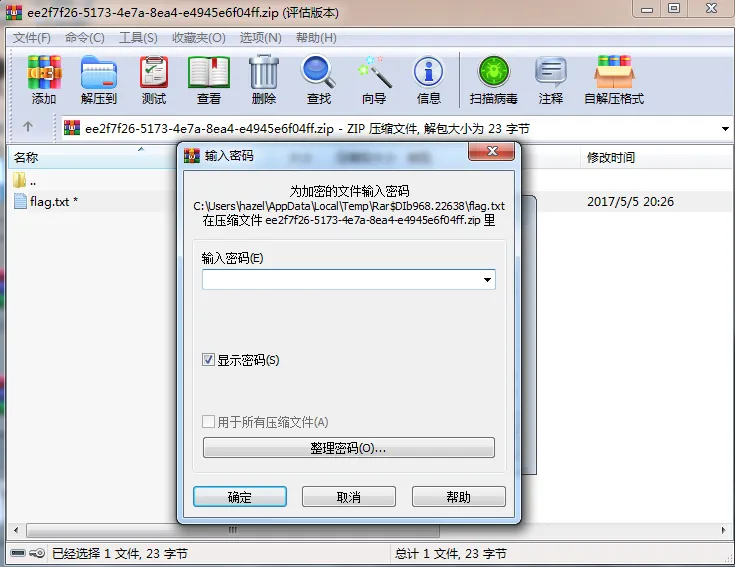 ee2f7f26-5173-4e7a-8ea4-e4945e6f04ff.zip (评估版本)
文件(F) 命令(C) 工具(S) 收藏夹(O) 选项(N) 帮助(H)
添加 解压到 测试 查看 删除 查找 向导 信息 扫描病毒 注释 自解压格式
ee2f7f26-5173-4e7a-8ea4-e4945e6f04ff.zip - ZIP 压缩文件, 解包大小为 23 字节
名称 修改时间
..
flag.txt * 2017/5/5 20:26
输入密码
为加密的文件输入密码
C:\Users\hazel\AppData\Local\Temp\Rar$DIb968.22638\flag.txt
在压缩文件 ee2f7f26-5173-4e7a-8ea4-e4945e6f04ff.zip 里
输入密码(E)
显示密码(S)
用于所有压缩文件(A)
整理密码(O)...
确定 取消 帮助
已经选择 1 文件, 23 字节 总计 1 文件, 23 字节